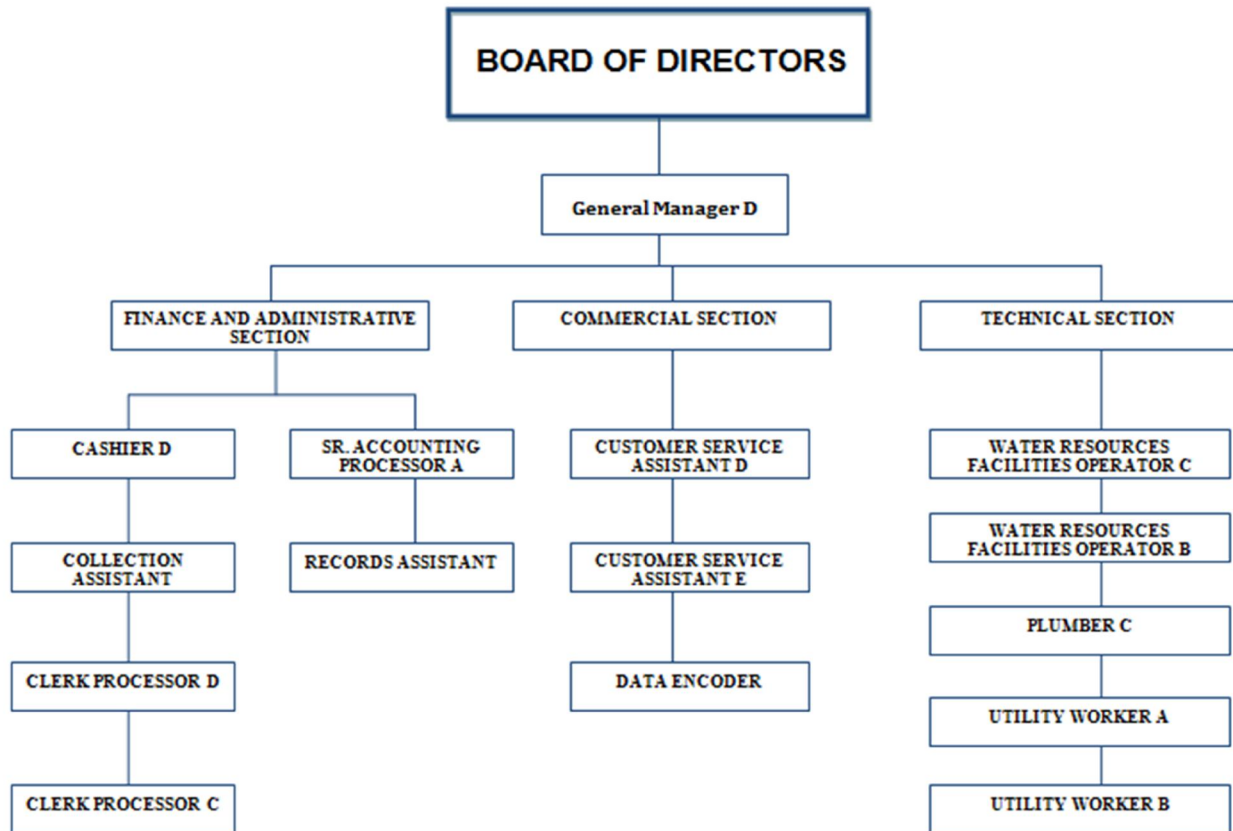 BOARD OF DIRECTORS
General Manager D
FINANCE AND ADMINISTRATIVE
SECTION
COMMERCIAL SECTION
TECHNICAL SECTION
CASHIER D
SR. ACCOUNTING
PROCESSOR A
CUSTOMER SERVICE
ASSISTANT D
WATER RESOURCES
FACILITIES OPERATOR C
COLLECTION
ASSISTANT
RECORDS ASSISTANT
CUSTOMER SERVICE
ASSISTANT E
WATER RESOURCES
FACILITIES OPERATOR B
PLUMBER C
CLERK PROCESSOR D
DATA ENCODER
UTILITY WORKER A
CLERK PROCESSOR C
UTILITY WORKER B